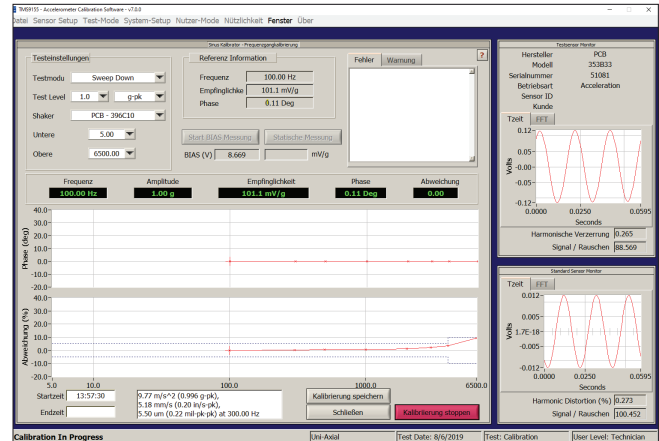 TMS9155 - Accelerometer Calibration Software - v7.0.0
Datei Sensor Setup Test-Mode System-Setup Nutzer-Mode Nützlichkeit Fenster Über
Sinus Kalibrator - Frequenzgangkalibrierung
?
Testeinstellungen
Testmodu Sweep Down
Test Level 1.0 g-pk
Shaker PCB - 396C10
Untere 5.00
Obere 6500.00
Referenz Information
Frequenz 100.00 Hz
Empfinglichke 101.1 mV/g
Phase 0.11 Deg
Start BIAS Messung Statische Messung
BIAS (V) 8.669 mV/g
Fehler Warnung
Frequenz Amplitude Empfinglichkeit Phase Abweichung
100.00 Hz 1.00 g 101.1 mV/g 0.11 Deg 0.00
Phase (deg)
40.0
30.0
20.0
10.0
0.0
-10.0
-20.0
Abweichung (%)
40.0
30.0
20.0
10.0
0.0
-10.0
-20.0
5.0 10.0 100.0 1000.0 6500.0
Startzeit 13:57:30
Endzeit
9.77 m/s^2 (0.996 g-pk),
5.18 mm/s (0.20 in/s-pk),
5.50 um (0.22 mil-pk-pk) at 300.00 Hz
Kalibrierung speichern
Schließen
Kalibrierung stoppen
Testsensor Monitor
Hersteller PCB
Modell 353B33
Serialnummer 51081
Betriebsart Acceleration
Sensor ID
Kunde
Tzeit FFT
Volts
0.12
0.05
-0.00
-0.05
-0.12
0.0000 0.0250 0.0595
Seconds
Harmonische Verzerrung 0.265
Signal / Rauschen 88.569
Standard Sensor Monitor
Tzeit FFT
Volts
0.012
0.005
1.7E-18
-0.005
-0.012
0.0000 0.0250 0.0595
Seconds
Harmonic Distortion (%) 0.273
Signal / Rauschen 100.452
Calibration In Progress Uni-Axial Test Date: 8/6/2019 Test: Calibration User Level: Technician